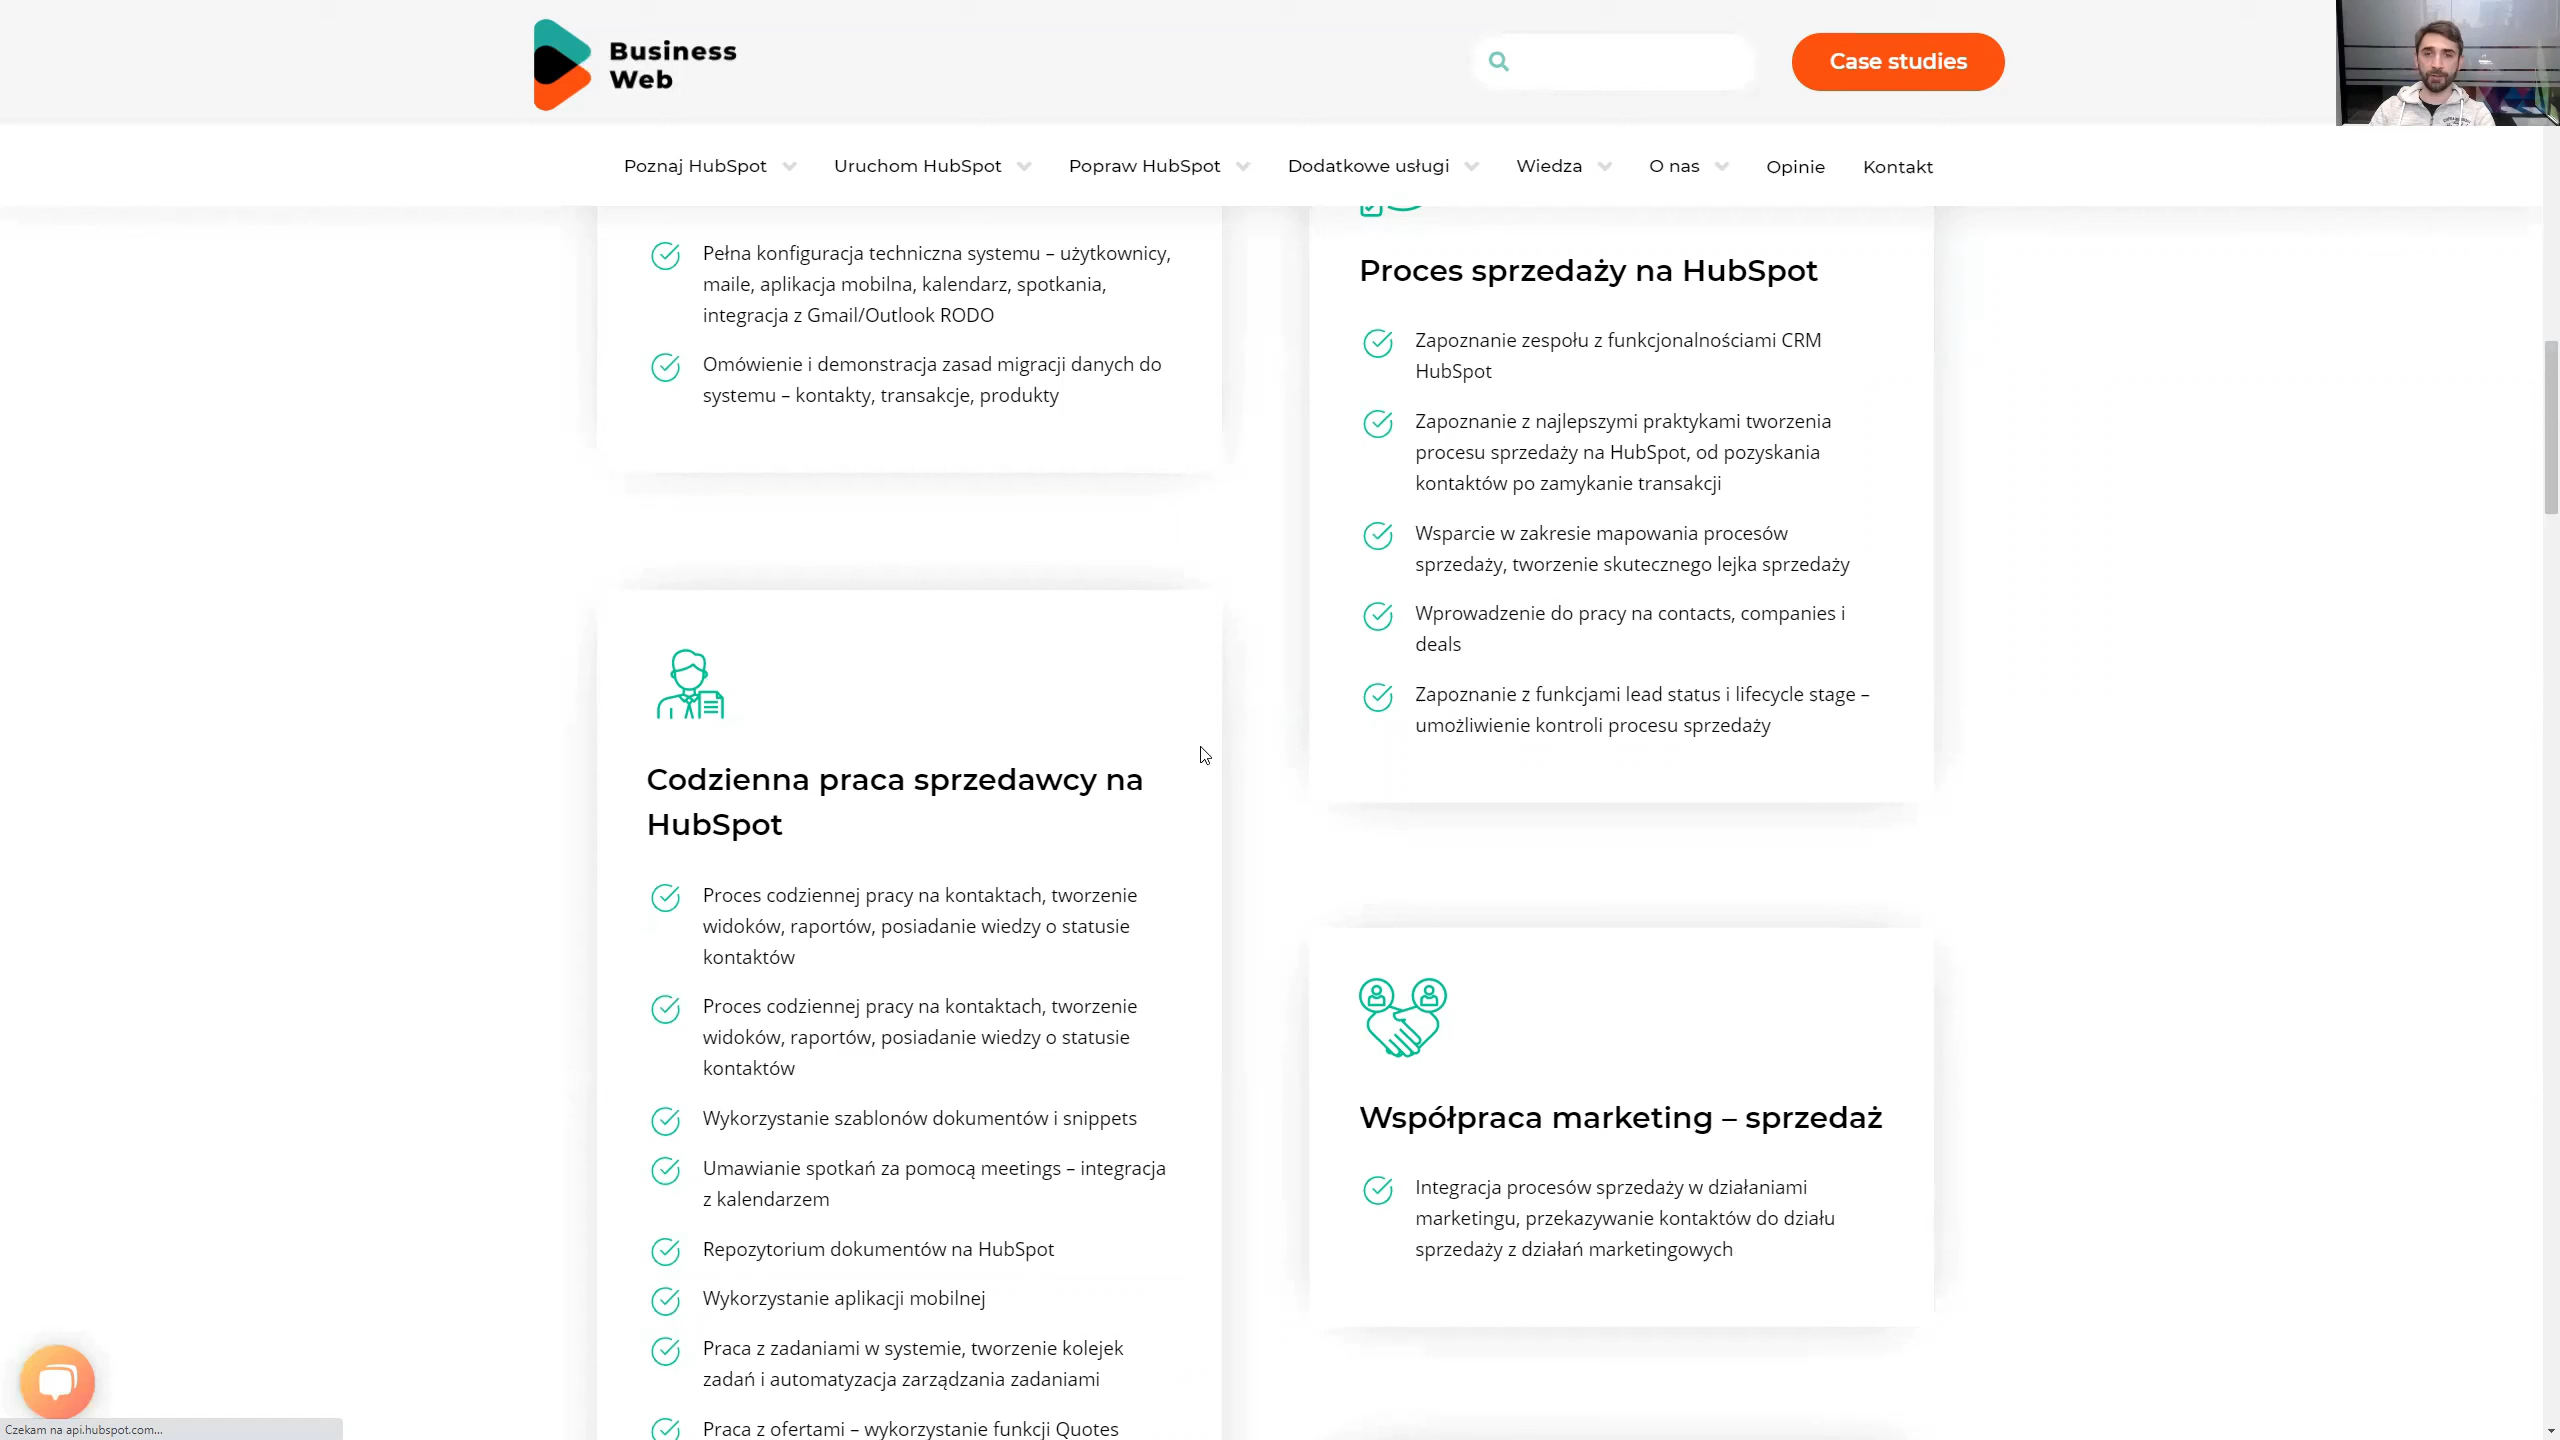 Business
Web
Case studies
Poznaj HubSpot
Uruchom HubSpot
Popraw HubSpot
Dodatkowe usługi
Wiedza
O nas
Opinie
Kontakt
Pełna konfiguracja techniczna systemu – użytkownicy,
maile, aplikacja mobilna, kalendarz, spotkania,
integracja z Gmail/Outlook RODO
Omówienie i demonstracja zasad migracji danych do
systemu – kontakty, transakcje, produkty
Codzienna praca sprzedawcy na
HubSpot
Proces codziennej pracy na kontaktach, tworzenie
widoków, raportów, posiadanie wiedzy o statusie
kontaktów
Proces codziennej pracy na kontaktach, tworzenie
widoków, raportów, posiadanie wiedzy o statusie
kontaktów
Wykorzystanie szablonów dokumentów i snippets
Umawianie spotkań za pomocą meetings – integracja
z kalendarzem
Repozytorium dokumentów na HubSpot
Wykorzystanie aplikacji mobilnej
Praca z zadaniami w systemie, tworzenie kolejek
zadań i automatyzacja zarządzania zadaniami
Praca z ofertami – wykorzystanie funkcji Quotes
Proces sprzedaży na HubSpot
Zapoznanie zespołu z funkcjonalnościami CRM
HubSpot
Zapoznanie z najlepszymi praktykami tworzenia
procesu sprzedaży na HubSpot, od pozyskania
kontaktów po zamykanie transakcji
Wsparcie w zakresie mapowania procesów
sprzedaży, tworzenie skutecznego lejka sprzedaży
Wprowadzenie do pracy na contacts, companies i
deals
Zapoznanie z funkcjami lead status i lifecycle stage –
umożliwienie kontroli procesu sprzedaży
Współpraca marketing – sprzedaż
Integracja procesów sprzedaży w działaniami
marketingu, przekazywanie kontaktów do działu
sprzedaży z działań marketingowych
Czekam na api.hubspot.com...